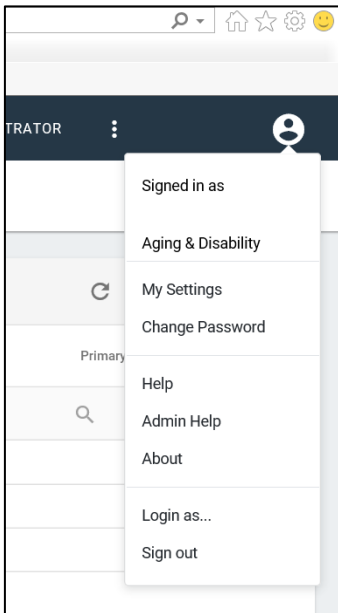 TRATOR
Signed in as
Aging & Disability
My Settings
Change Password
Primary
Help
Admin Help
About
Login as...
Sign out